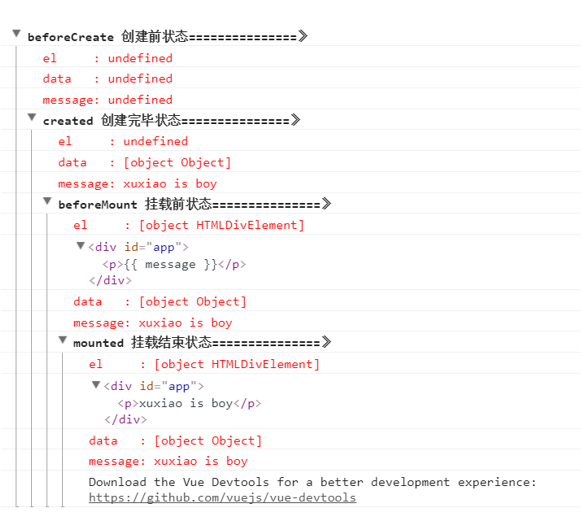 beforeCreate 创建前状态===============》
el     : undefined
data   : undefined
message: undefined
created 创建完毕状态===============》
el     : undefined
data   : [object Object]
message: xuxiao is boy
beforeMount 挂载前状态===============》
el     : [object HTMLDivElement]
<div id="app">
<p>{{ message }}</p>
</div>
data   : [object Object]
message: xuxiao is boy
mounted 挂载结束状态===============》
el     : [object HTMLDivElement]
<div id="app">
<p>xuxiao is boy</p>
</div>
data   : [object Object]
message: xuxiao is boy
Download the Vue Devtools for a better development experience:
https://github.com/vuejs/vue-devtools